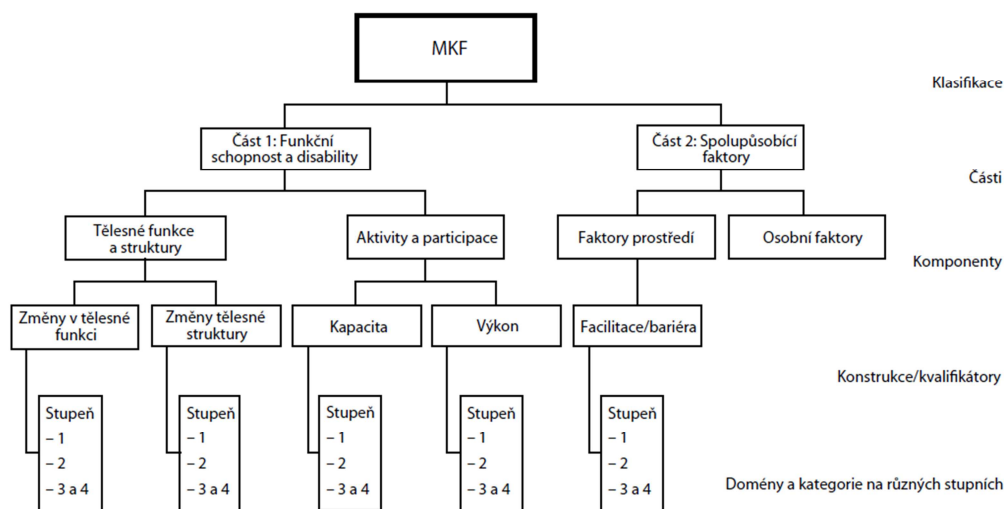 MKF
Klasifikace
Část 1: Funkční
schopnost a disability
Část 2: Spolupůsobící
faktory
Části
Tělesné funkce
a struktury
Aktivity a participace
Faktory prostředí
Osobní faktory
Komponenty
Změny v tělesné
funkci
Změny tělesné
struktury
Kapacita
Výkon
Facilitace/bariéra
Konstrukce/kvalifikátory
Stupeň
– 1
– 2
– 3 a 4
Stupeň
– 1
– 2
– 3 a 4
Stupeň
– 1
– 2
– 3 a 4
Stupeň
– 1
– 2
– 3 a 4
Stupeň
– 1
– 2
– 3 a 4
Domény a kategorie na různých stupních